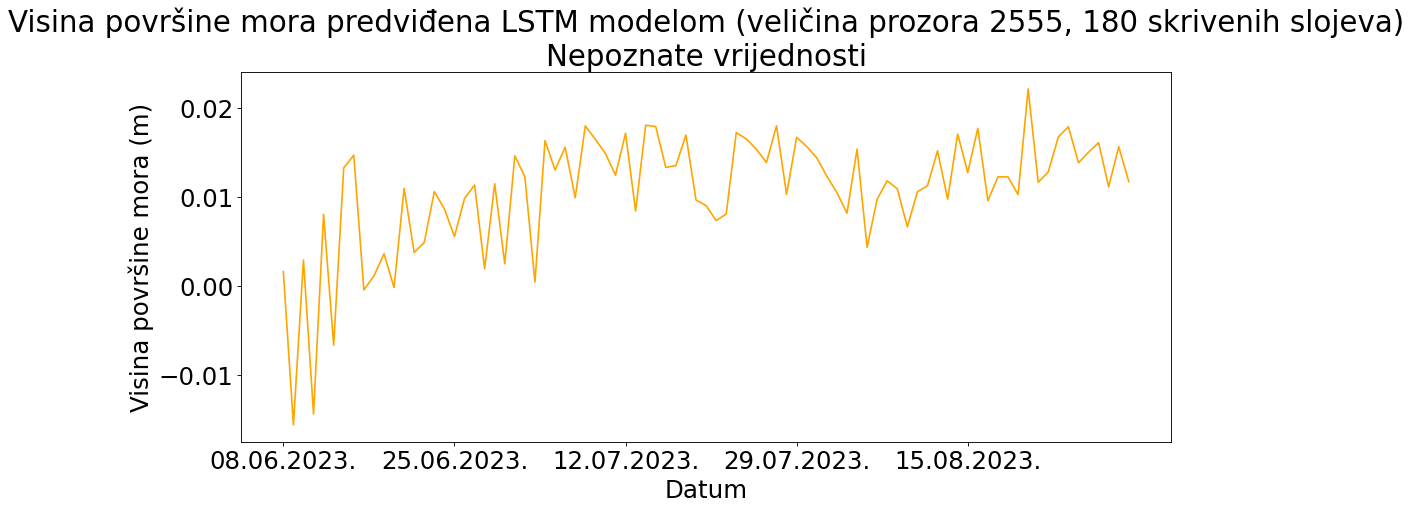 Visina površine mora predviđena LSTM modelom (veličina prozora 2555, 180 skrivenih slojeva)
Nepoznate vrijednosti
Visina površine mora (m)
0.02
0.01
0.00
−0.01
08.06.2023. 25.06.2023. 12.07.2023. 29.07.2023. 15.08.2023.
Datum